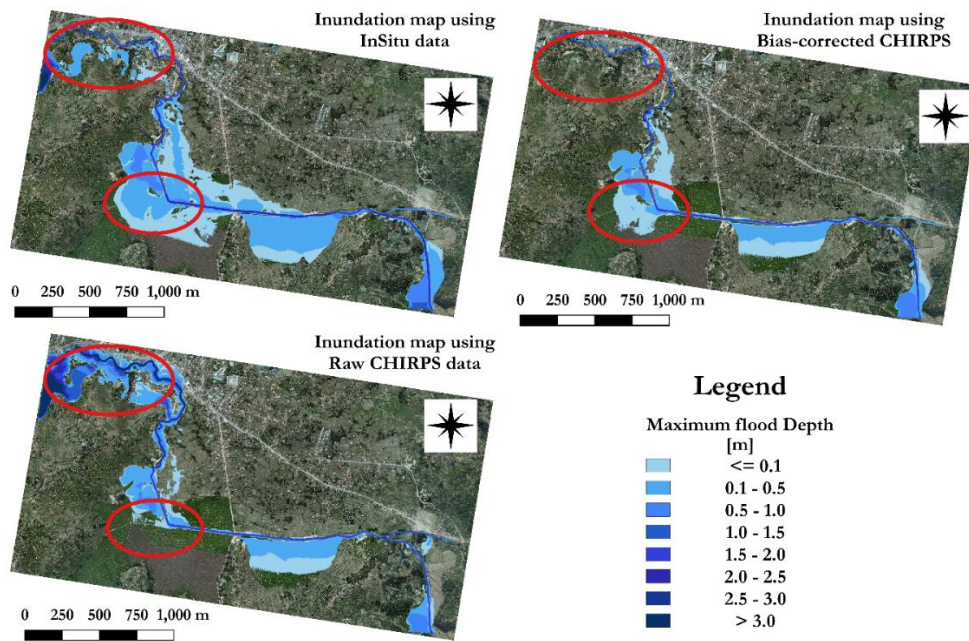 Inundation map using
InSitu data
0 250 500 750 1,000 m
Inundation map using
Bias-corrected CHIRPS
0 250 500 750 1,000 m
Inundation map using
Raw CHIRPS data
0 250 500 750 1,000 m
Legend
Maximum flood Depth
[m]
<= 0.1
0.1 - 0.5
0.5 - 1.0
1.0 - 1.5
1.5 - 2.0
2.0 - 2.5
2.5 - 3.0
> 3.0